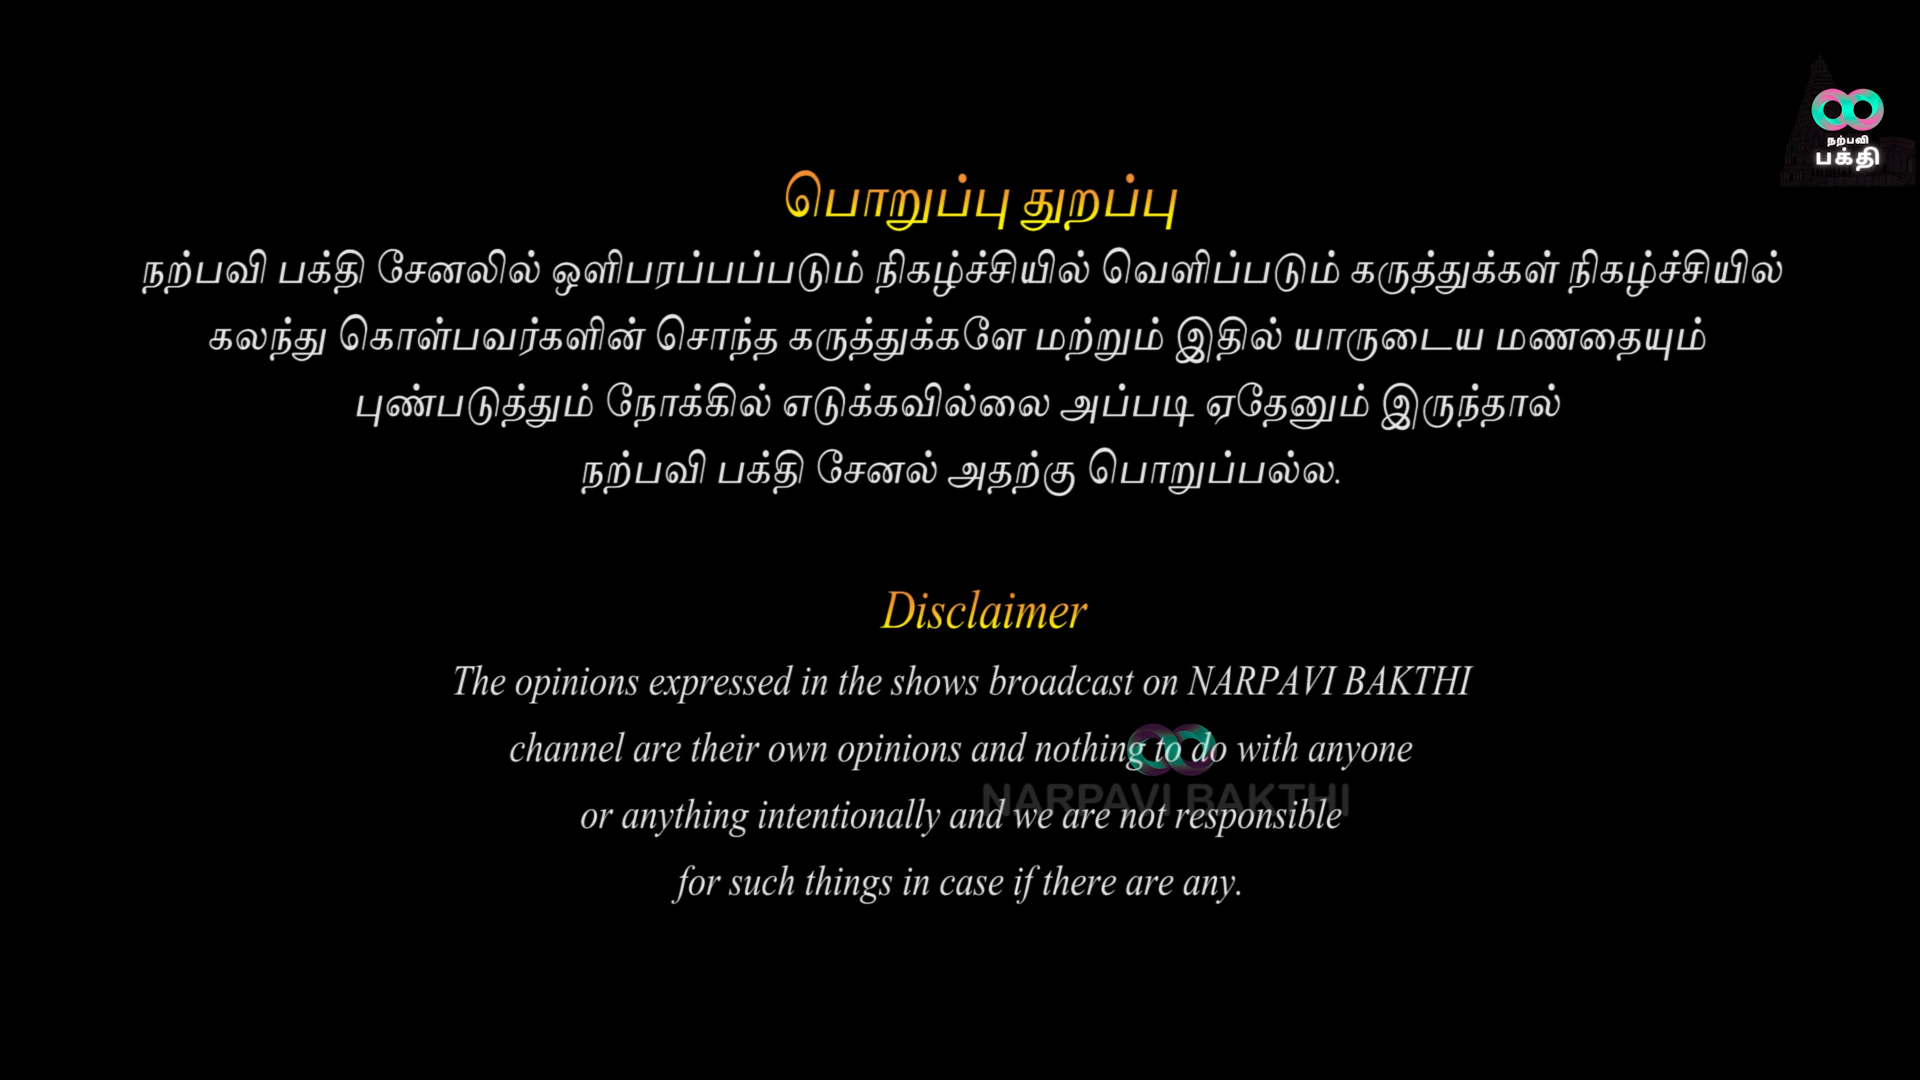 நற்பவி
பக்தி
பொறுப்பு துறப்பு
நற்பவி பக்தி சேனலில் ஒளிபரப்பப்படும் நிகழ்ச்சியில் வெளிப்படும் கருத்துக்கள் நிகழ்ச்சியில்
கலந்து கொள்பவர்களின் சொந்த கருத்துக்களே மற்றும் இதில் யாருடைய மணதையும்
புண்படுத்தும் நோக்கில் எடுக்கவில்லை அப்படி ஏதேனும் இருந்தால்
நற்பவி பக்தி சேனல் அதற்கு பொறுப்பல்ல.
Disclaimer
The opinions expressed in the shows broadcast on NARPAVI BAKTHI
channel are their own opinions and nothing to do with anyone
NARPAVI BAKTHI
or anything intentionally and we are not responsible
for such things in case if there are any.